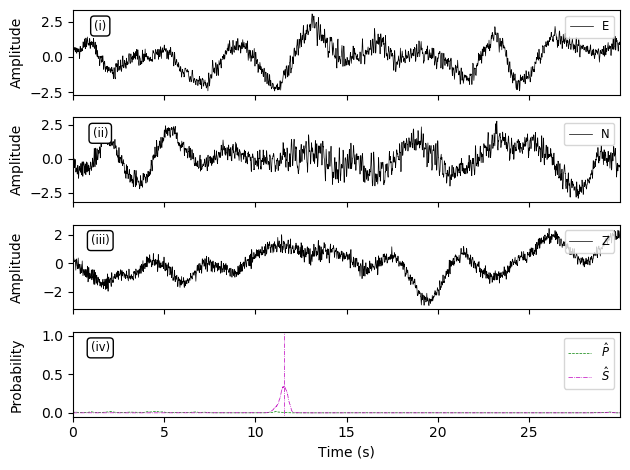 (i)
E
Amplitude
2.5
0.0
−2.5
(ii)
N
Amplitude
2.5
0.0
−2.5
(iii)
Z
Amplitude
2
0
−2
(iv)
P̂
Ŝ
Probability
1.0
0.5
0.0
0 5 10 15 20 25
Time (s)